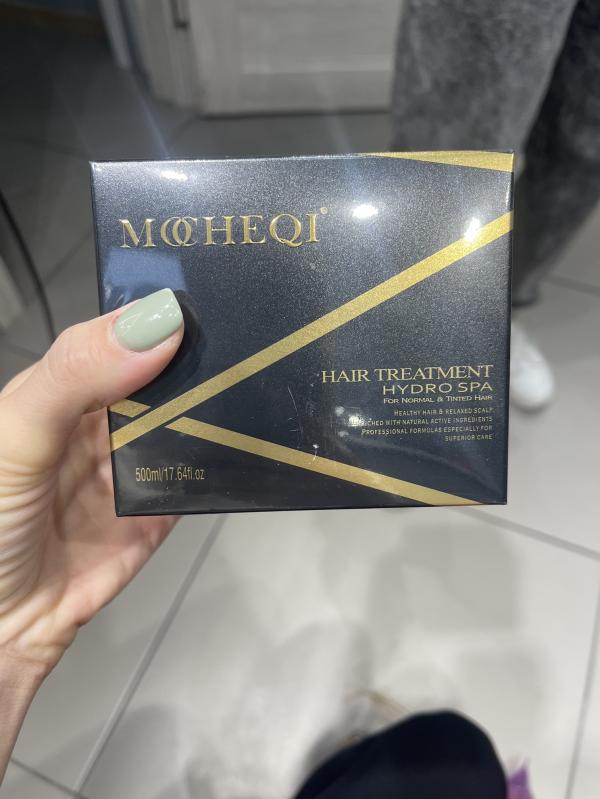 MOCHEQI®
HAIR TREATMENT
HYDRO SPA
FOR NORMAL & TINTED HAIR
HEALTHY HAIR & RELAXED SCALP
WITH NATURAL ACTIVE INGREDIENTS
PROFESSIONAL FORMULAS ESPECIALLY FOR
SUPERIOR CARE
500ml/17.64fl.oz